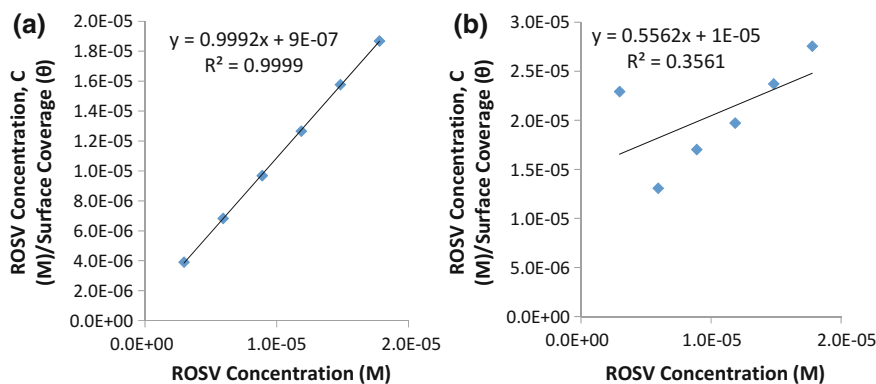 (a)
y = 0.9992x + 9E-07
R² = 0.9999
ROSV Concentration, C
(M)/Surface Coverage (θ)
2.0E-05
1.8E-05
1.6E-05
1.4E-05
1.2E-05
1.0E-05
8.0E-06
6.0E-06
4.0E-06
2.0E-06
0.0E+00
0.0E+00 1.0E-05 2.0E-05
ROSV Concentration (M)
(b)
y = 0.5562x + 1E-05
R² = 0.3561
ROSV Concentration, C
(M)/Surface Coverage (θ)
3.0E-05
2.5E-05
2.0E-05
1.5E-05
1.0E-05
5.0E-06
0.0E+00
0.0E+00 1.0E-05 2.0E-05
ROSV Concentration (M)